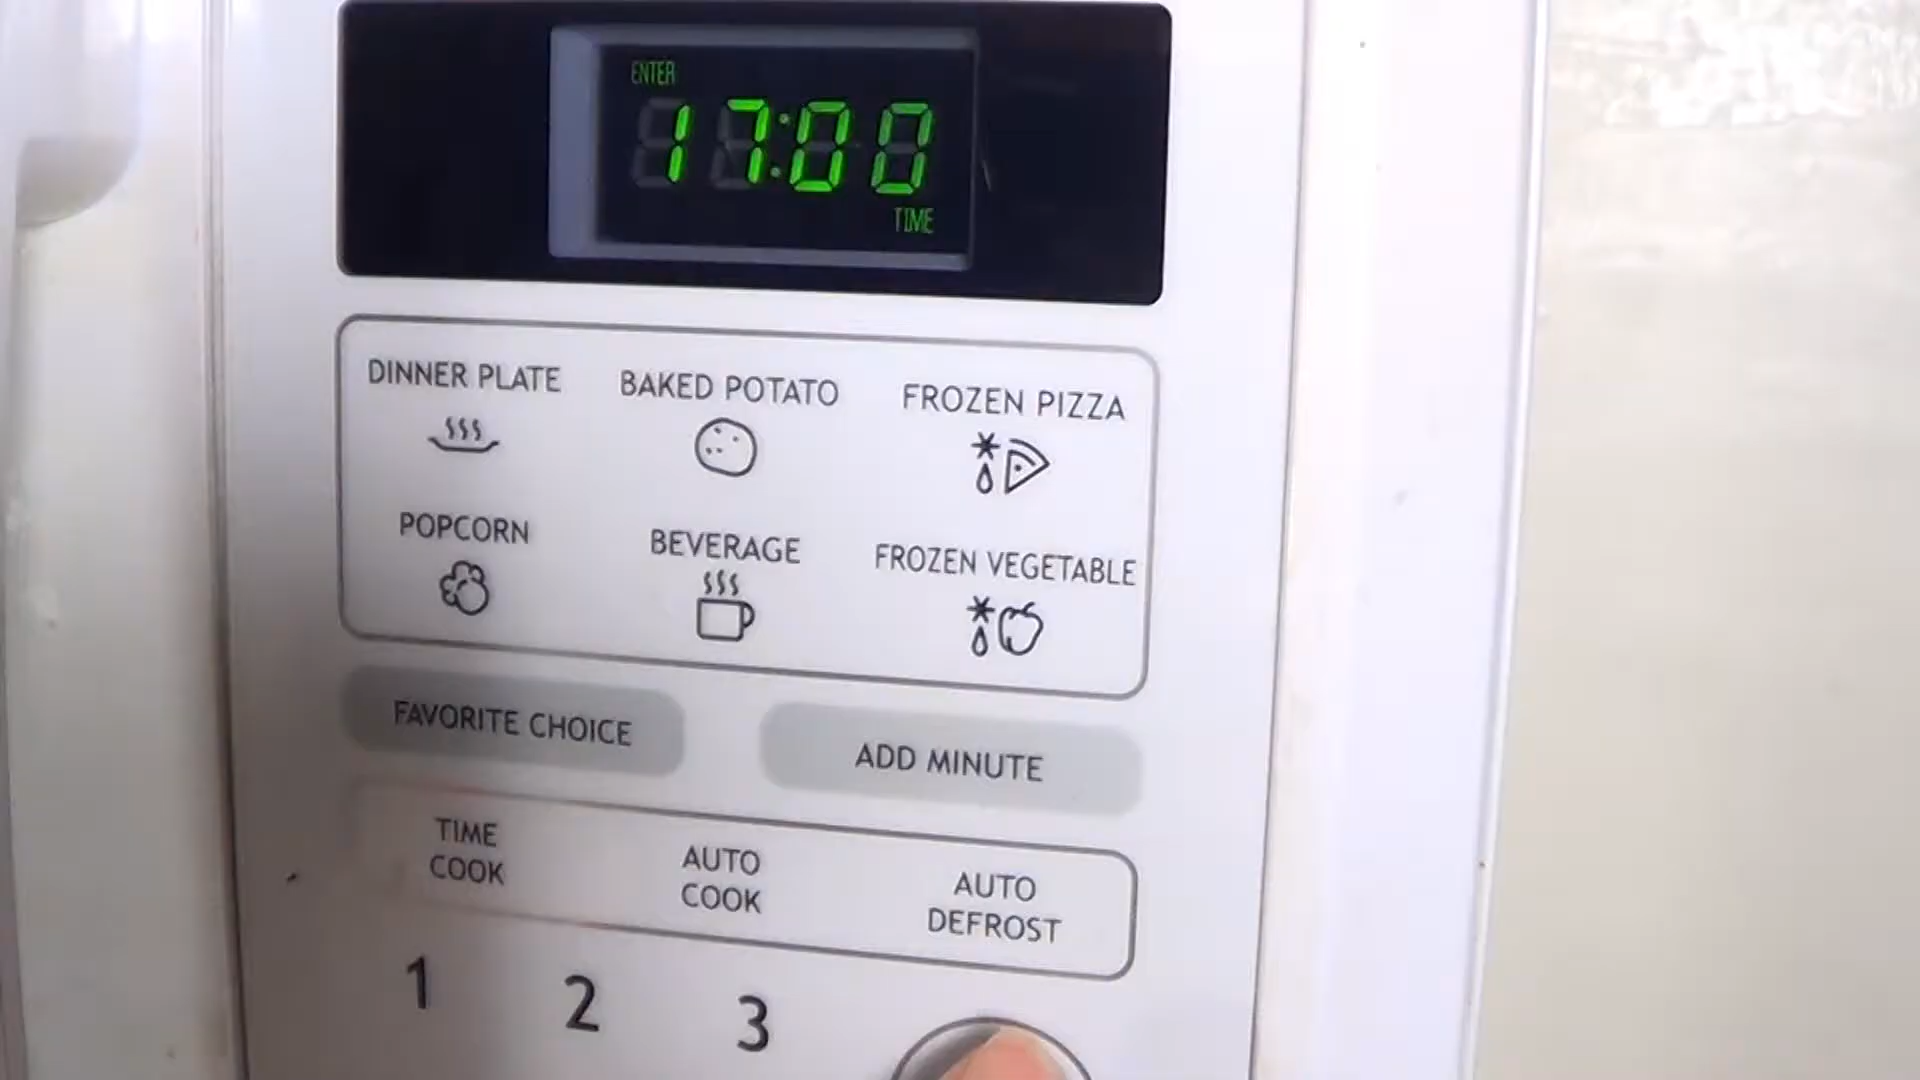 ENTER
17:00
TIME
DINNER PLATE
BAKED POTATO
FROZEN PIZZA
POPCORN
BEVERAGE
FROZEN VEGETABLE
FAVORITE CHOICE
ADD MINUTE
TIME
COOK
AUTO
COOK
AUTO
DEFROST
1
2
3